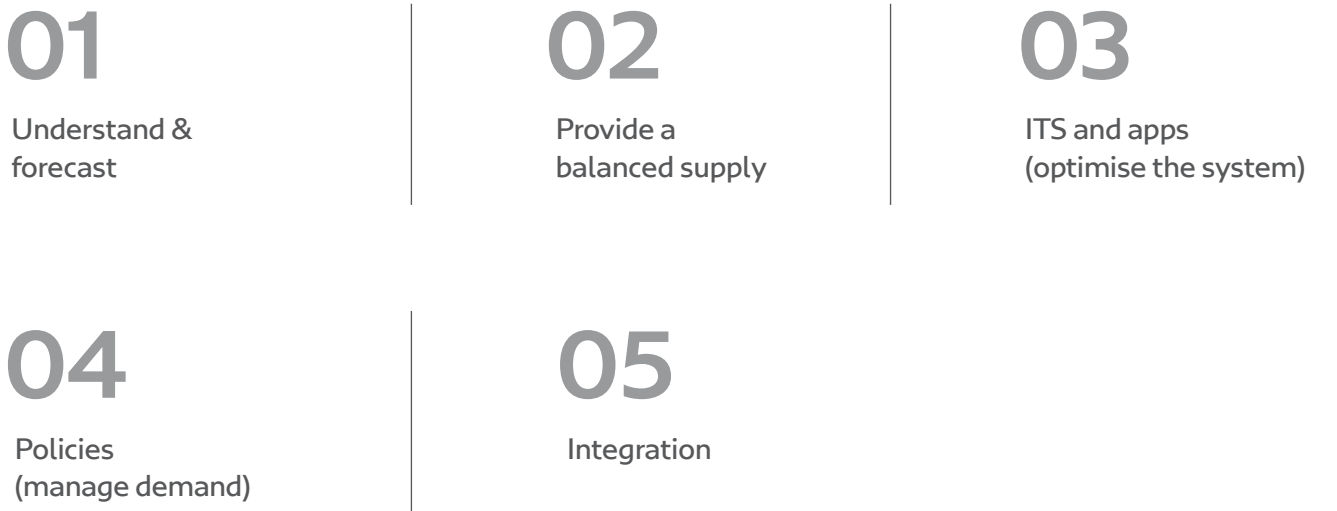 01
Understand &
forecast
02
Provide a
balanced supply
03
ITS and apps
(optimise the system)
04
Policies
(manage demand)
05
Integration